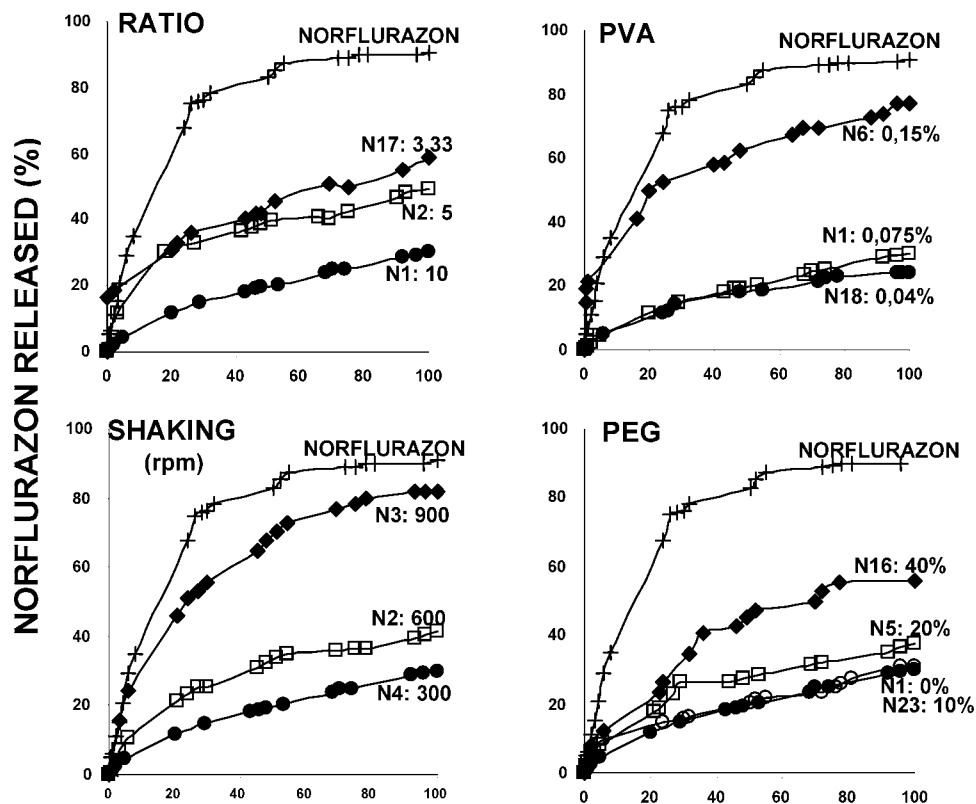 NORFLURAZON RELEASED (%)
RATIO
NORFLURAZON
N17: 3,33
N2: 5
N1: 10
100
80
60
40
20
0
0 20 40 60 80 100
PVA
NORFLURAZON
N6: 0,15%
N1: 0,075%
N18: 0,04%
100
80
60
40
20
0
0 20 40 60 80 100
SHAKING
(rpm)
NORFLURAZON
N3: 900
N2: 600
N4: 300
100
80
60
40
20
0
0 20 40 60 80 100
PEG
NORFLURAZON
N16: 40%
N5: 20%
N1: 0%
N23: 10%
100
80
60
40
20
0
0 20 40 60 80 100